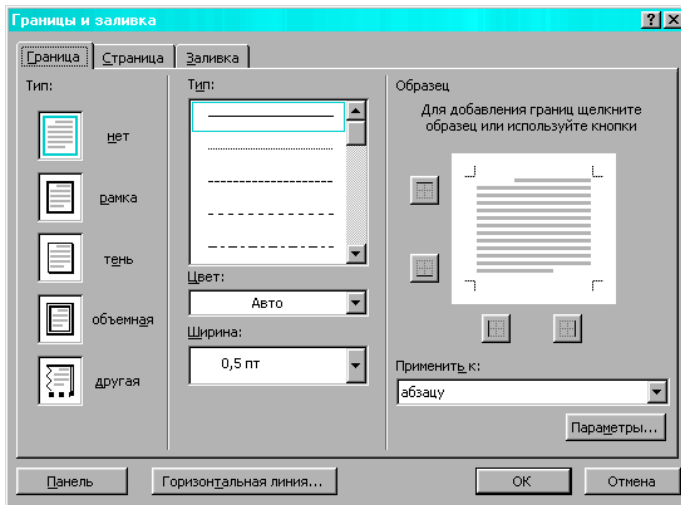 Границы и заливка
Граница
Страница
Заливка
Тип:
нет
рамка
тень
объемная
другая
Тип:
Цвет:
Авто
Ширина:
0,5 пт
Образец
Для добавления границ щелкните
образец или используйте кнопки
Применить к:
абзацу
Параметры...
Панель
Горизонтальная линия...
ОК
Отмена